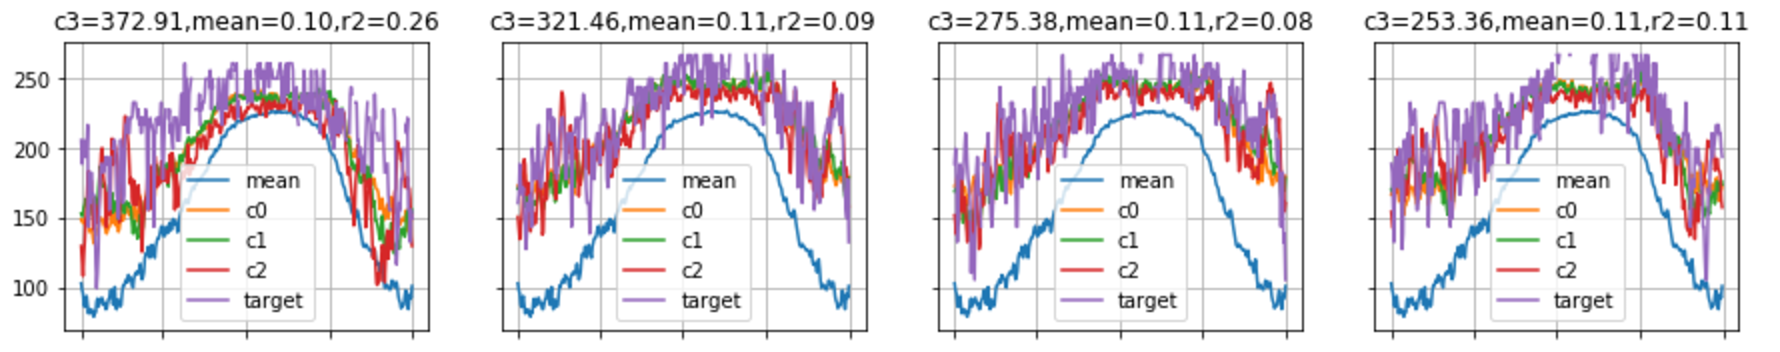 c3=372.91,mean=0.10,r2=0.26
c3=321.46,mean=0.11,r2=0.09
c3=275.38,mean=0.11,r2=0.08
c3=253.36,mean=0.11,r2=0.11
250
200
150
100
mean
c0
c1
c2
target
mean
c0
c1
c2
target
mean
c0
c1
c2
target
mean
c0
c1
c2
target